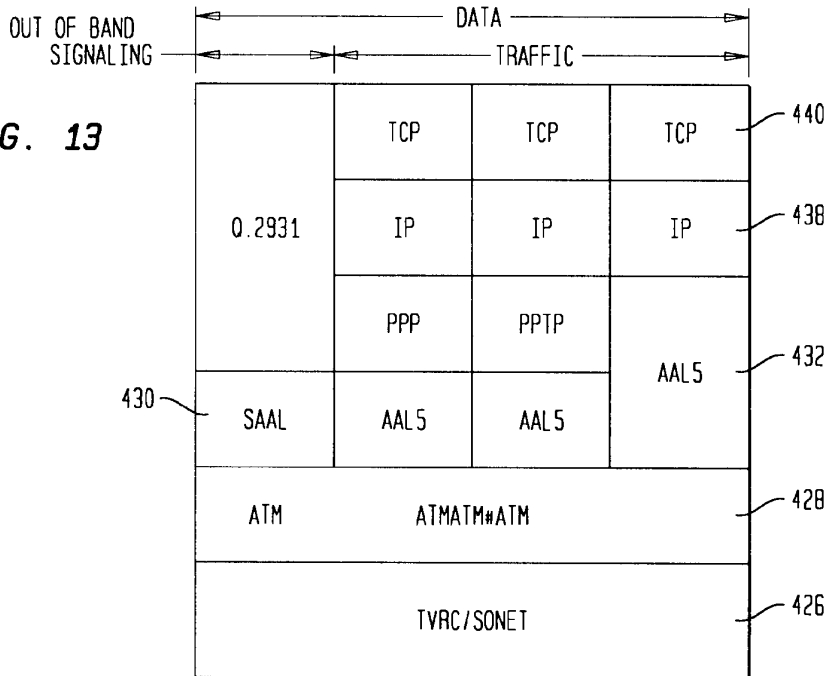 DATA
OUT OF BAND
SIGNALING
TRAFFIC
G. 13
TCP TCP TCP 440
Q.2931 IP IP IP 438
PPP PPTP
AAL5 432
430 SAAL AAL5 AAL5
ATM ATMATM#ATM 428
TVRC/SONET 426